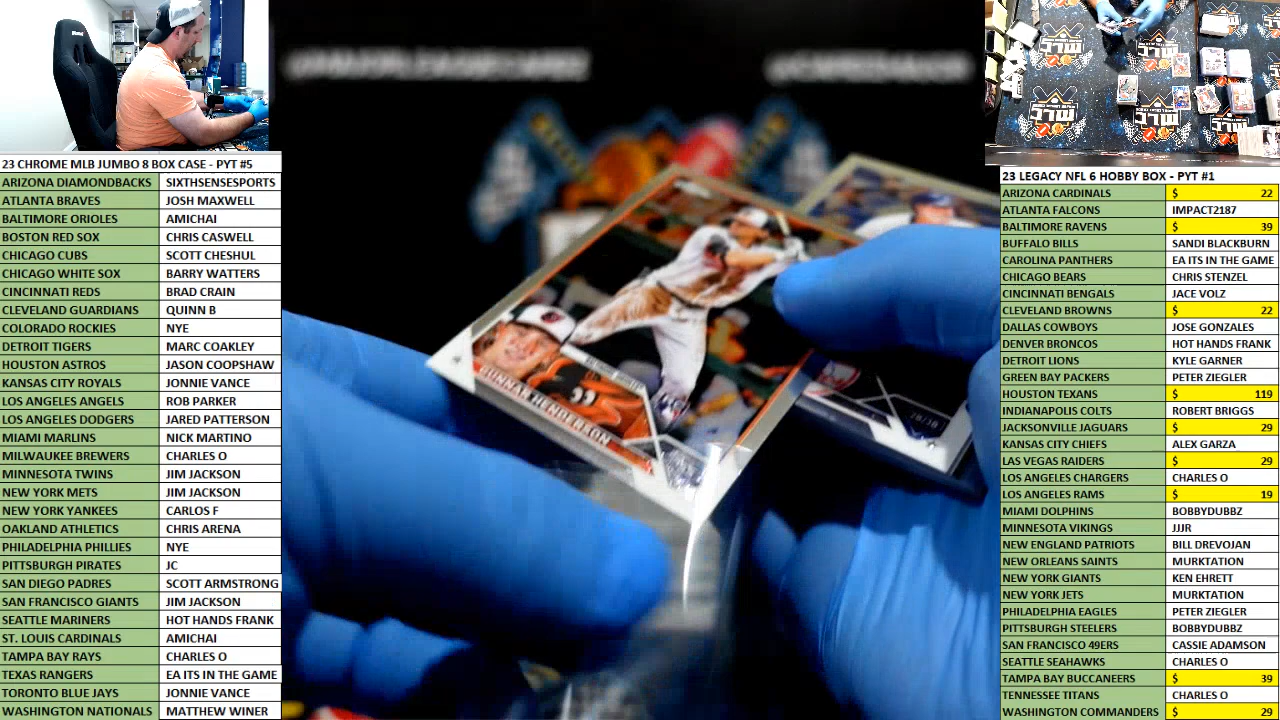 23 CHROME MLB JUMBO 8 BOX CASE - PYT #5
ARIZONA DIAMONDBACKS SIXTHSENSESPORTS
ATLANTA BRAVES JOSH MAXWELL
BALTIMORE ORIOLES AMICHAI
BOSTON RED SOX CHRIS CASWELL
CHICAGO CUBS SCOTT CHESHUL
CHICAGO WHITE SOX BARRY WATTERS
CINCINNATI REDS BRAD CRAIN
CLEVELAND GUARDIANS QUINN B
COLORADO ROCKIES NYE
DETROIT TIGERS MARC COAKLEY
HOUSTON ASTROS JASON COOPSHAW
KANSAS CITY ROYALS JONNIE VANCE
LOS ANGELES ANGELS ROB PARKER
LOS ANGELES DODGERS JARED PATTERSON
MIAMI MARLINS NICK MARTINO
MILWAUKEE BREWERS CHARLES O
MINNESOTA TWINS JIM JACKSON
NEW YORK METS JIM JACKSON
NEW YORK YANKEES CARLOS F
OAKLAND ATHLETICS CHRIS ARENA
PHILADELPHIA PHILLIES NYE
PITTSBURGH PIRATES JC
SAN DIEGO PADRES SCOTT ARMSTRONG
SAN FRANCISCO GIANTS JIM JACKSON
SEATTLE MARINERS HOT HANDS FRANK
ST. LOUIS CARDINALS AMICHAI
TAMPA BAY RAYS CHARLES O
TEXAS RANGERS EA ITS IN THE GAME
TORONTO BLUE JAYS JONNIE VANCE
WASHINGTON NATIONALS MATTHEW WINER
GUNNAR HENDERSON
23 LEGACY NFL 6 HOBBY BOX - PYT #1
ARIZONA CARDINALS $ 22
ATLANTA FALCONS IMPACT2187
BALTIMORE RAVENS $ 39
BUFFALO BILLS SANDI BLACKBURN
CAROLINA PANTHERS EA ITS IN THE GAME
CHICAGO BEARS CHRIS STENZEL
CINCINNATI BENGALS JACE VOLZ
CLEVELAND BROWNS $ 22
DALLAS COWBOYS JOSE GONZALES
DENVER BRONCOS HOT HANDS FRANK
DETROIT LIONS KYLE GARNER
GREEN BAY PACKERS PETER ZIEGLER
HOUSTON TEXANS $ 119
INDIANAPOLIS COLTS ROBERT BRIGGS
JACKSONVILLE JAGUARS $ 29
KANSAS CITY CHIEFS ALEX GARZA
LAS VEGAS RAIDERS $ 29
LOS ANGELES CHARGERS CHARLES O
LOS ANGELES RAMS $ 19
MIAMI DOLPHINS BOBBYDUBBZ
MINNESOTA VIKINGS JJJR
NEW ENGLAND PATRIOTS BILL DREVOJAN
NEW ORLEANS SAINTS MURKTATION
NEW YORK GIANTS KEN EHRETT
NEW YORK JETS MURKTATION
PHILADELPHIA EAGLES PETER ZIEGLER
PITTSBURGH STEELERS BOBBYDUBBZ
SAN FRANCISCO 49ERS CASSIE ADAMSON
SEATTLE SEAHAWKS CHARLES O
TAMPA BAY BUCCANEERS $ 39
TENNESSEE TITANS CHARLES O
WASHINGTON COMMANDERS $ 29